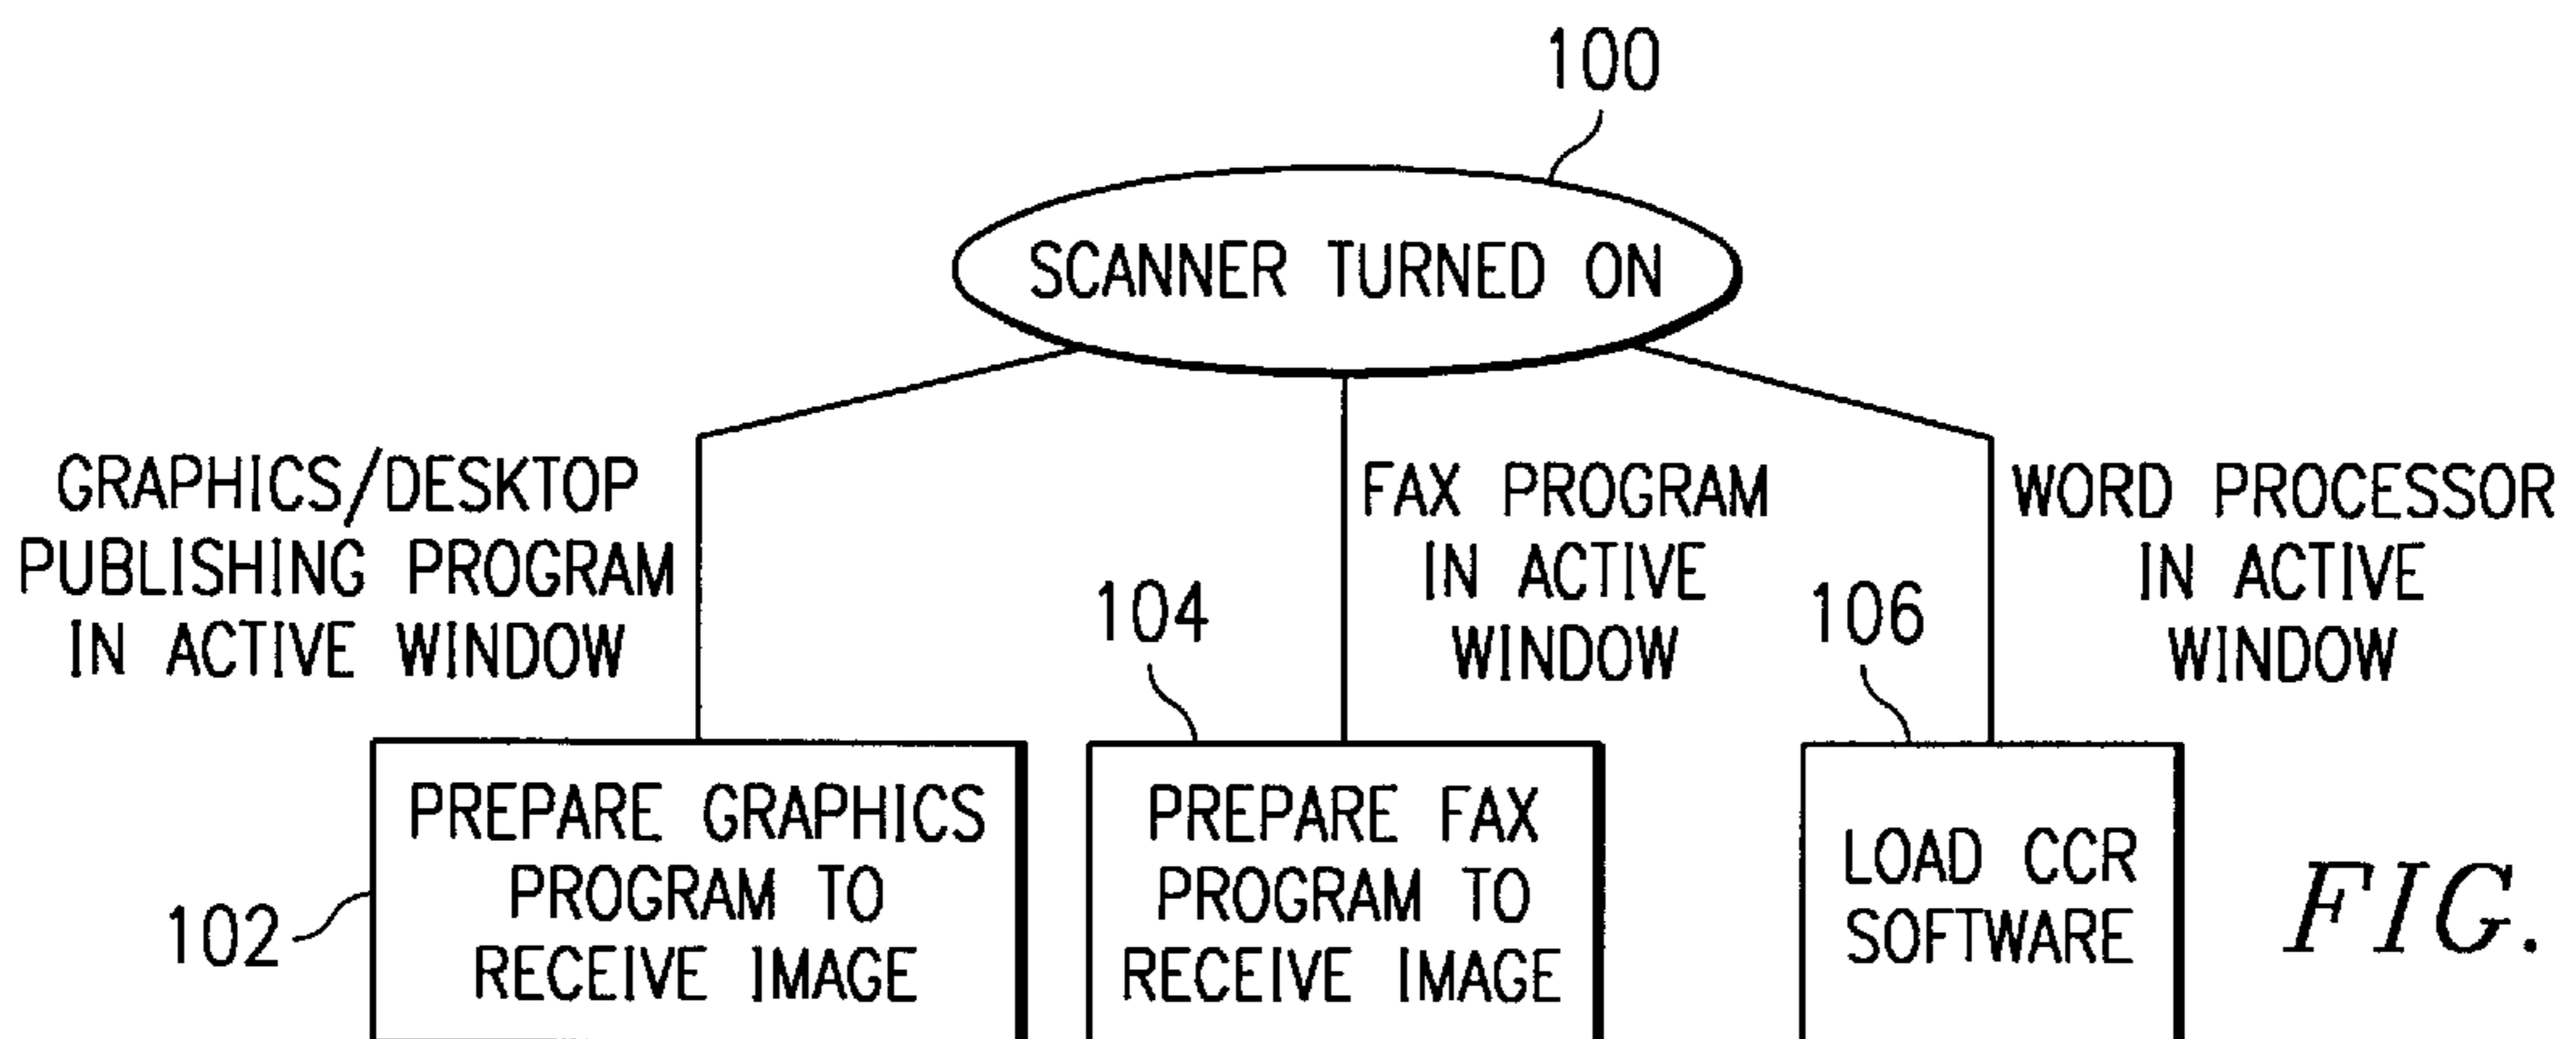 100
SCANNER TURNED ON
GRAPHICS/DESKTOP
PUBLISHING PROGRAM
IN ACTIVE WINDOW
FAX PROGRAM
IN ACTIVE
WINDOW
WORD PROCESSOR
IN ACTIVE
WINDOW
102
PREPARE GRAPHICS
PROGRAM TO
RECEIVE IMAGE
104
PREPARE FAX
PROGRAM TO
RECEIVE IMAGE
106
LOAD CCR
SOFTWARE
FIG.